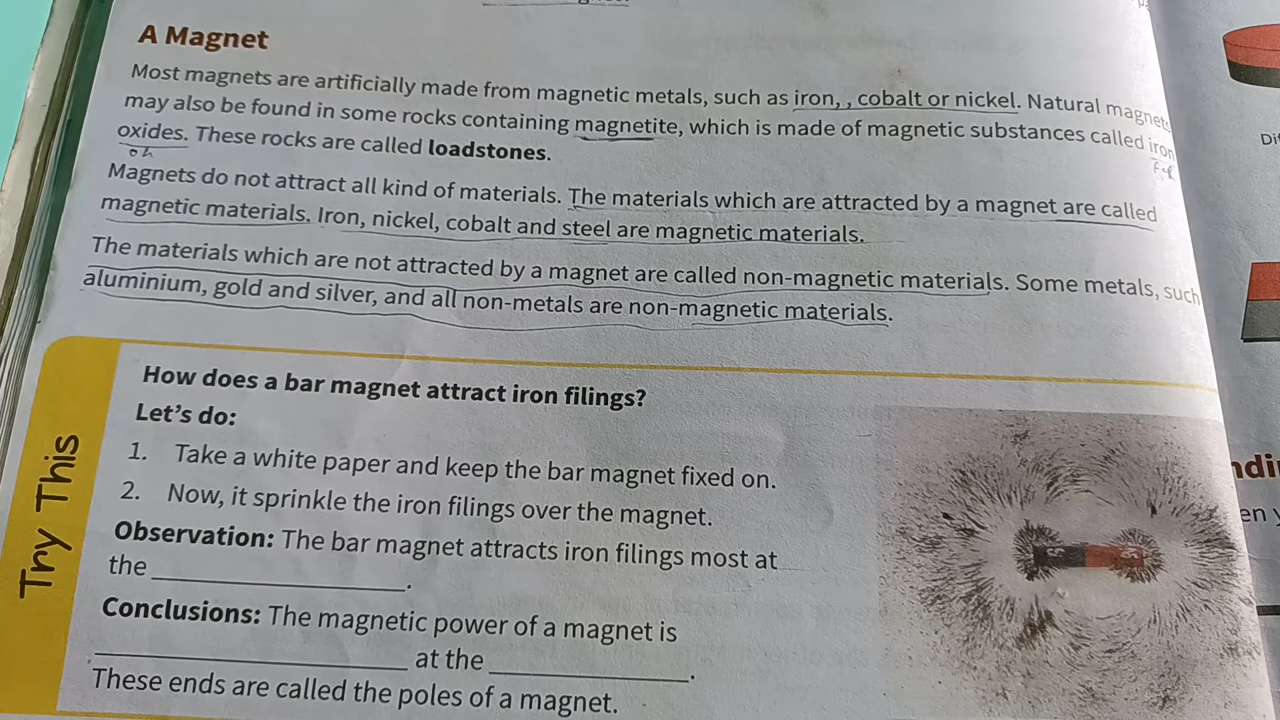 A Magnet
Most magnets are artificially made from magnetic metals, such as iron, , cobalt or nickel. Natural magnets
may also be found in some rocks containing magnetite, which is made of magnetic substances called iron
oxides. These rocks are called loadstones.
Magnets do not attract all kind of materials. The materials which are attracted by a magnet are called
magnetic materials. Iron, nickel, cobalt and steel are magnetic materials.
The materials which are not attracted by a magnet are called non-magnetic materials. Some metals, such
aluminium, gold and silver, and all non-metals are non-magnetic materials.
Try This
How does a bar magnet attract iron filings?
Let's do:
1. Take a white paper and keep the bar magnet fixed on.
2. Now, it sprinkle the iron filings over the magnet.
Observation: The bar magnet attracts iron filings most at
the ____________________.
Conclusions: The magnetic power of a magnet is
____________________ at the ____________________.
These ends are called the poles of a magnet.